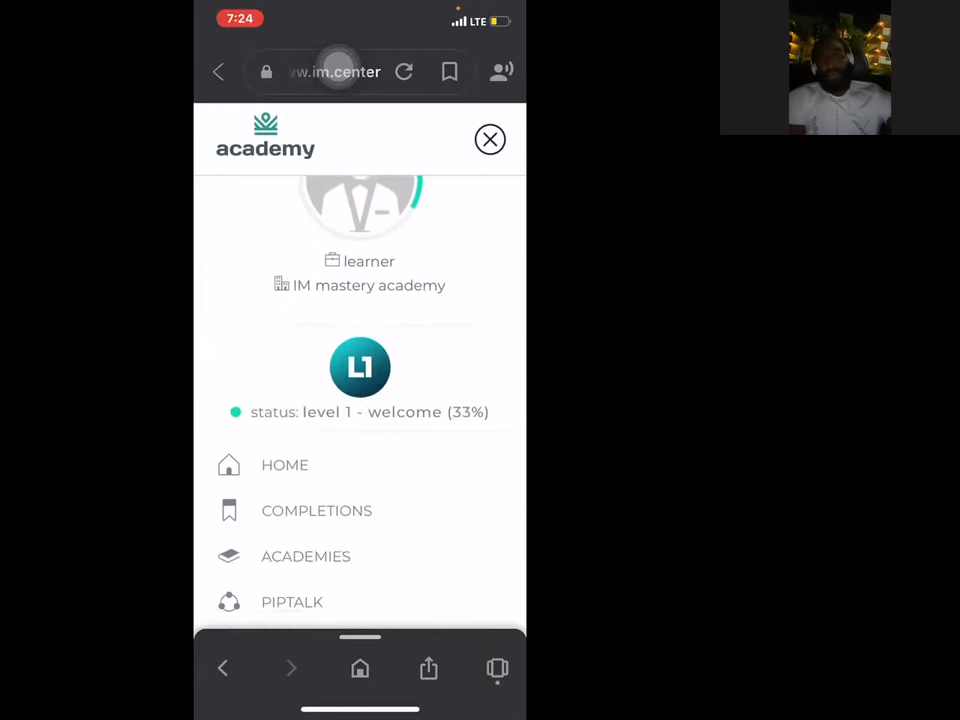 7:24
LTE
w.im.center
academy
learner
IM mastery academy
L1
status: level 1 - welcome (33%)
HOME
COMPLETIONS
ACADEMIES
PIPTALK